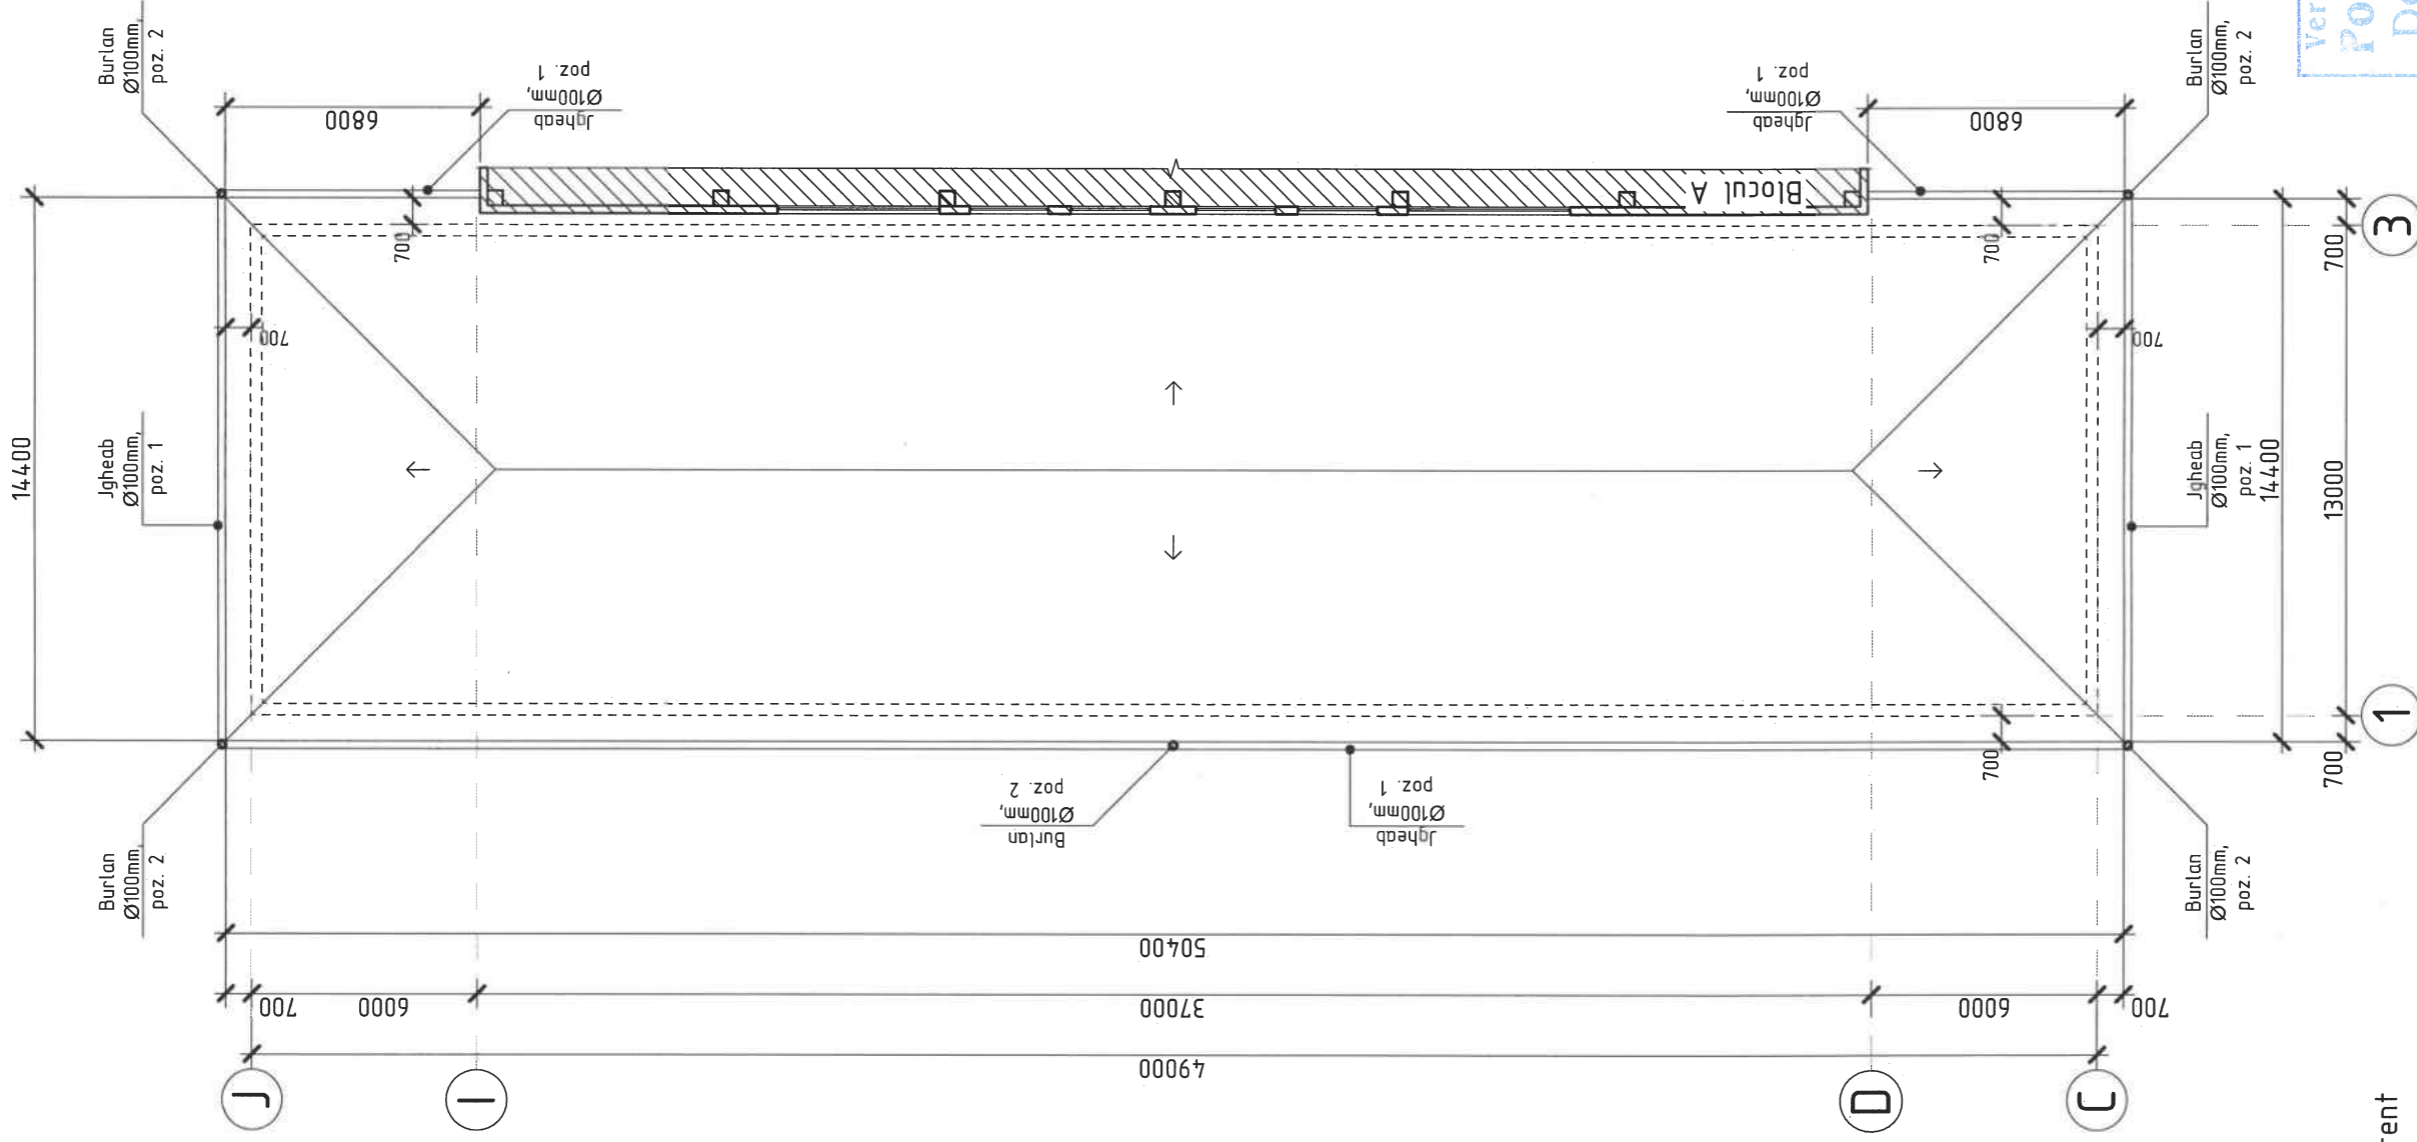 Burlan
Ø100mm,
poz. 2
Jgheab
Ø100mm,
poz. 1
6800
Jgheab
Ø100mm,
poz. 1
6800
Burlan
Ø100mm,
poz. 2
14400
Jgheab
Ø100mm,
poz. 1
700
700
Blocul A
700
700
3
700
Jgheab
Ø100mm,
poz. 1
14400
13000
Burlan
Ø100mm,
poz. 2
Burlan
Ø100mm,
poz. 2
Jgheab
Ø100mm,
poz. 1
700
700
1
Burlan
Ø100mm,
poz. 2
50400
700
6000
37000
6000
700
49000
J
I
D
C